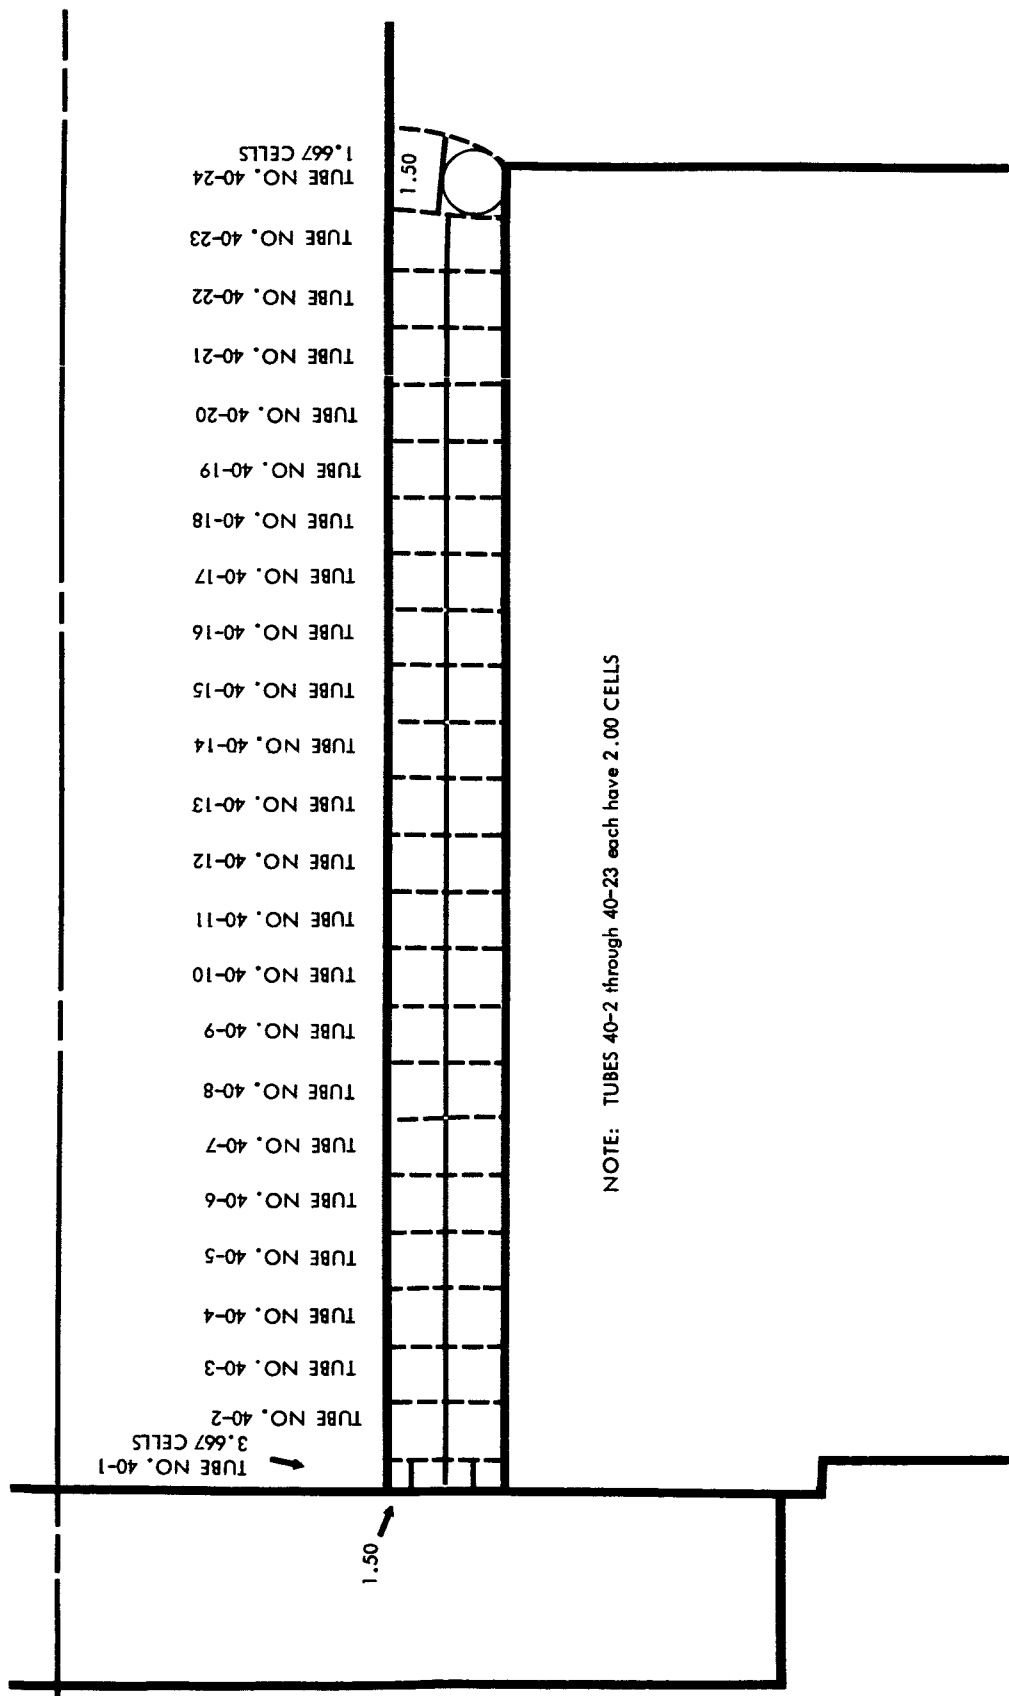 1.667 CELLS
TUBE NO. 40-24
1.50
TUBE NO. 40-23
TUBE NO. 40-22
TUBE NO. 40-21
TUBE NO. 40-20
TUBE NO. 40-19
TUBE NO. 40-18
TUBE NO. 40-17
TUBE NO. 40-16
TUBE NO. 40-15
TUBE NO. 40-14
TUBE NO. 40-13
TUBE NO. 40-12
TUBE NO. 40-11
TUBE NO. 40-10
TUBE NO. 40-9
TUBE NO. 40-8
TUBE NO. 40-7
TUBE NO. 40-6
TUBE NO. 40-5
TUBE NO. 40-4
TUBE NO. 40-3
TUBE NO. 40-2
3.667 CELLS
TUBE NO. 40-1
1.50
NOTE: TUBES 40-2 through 40-23 each have 2.00 CELLS